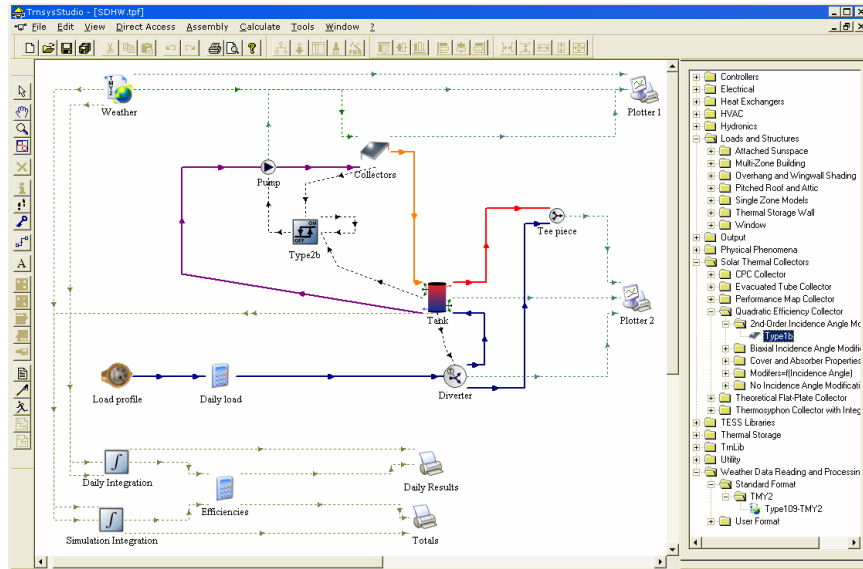 TrnsysStudio - [SDHW.tpf]
File Edit View Direct Access Assembly Calculate Tools Window ?
Weather
Plotter 1
Collectors
Pump
ON
OFF
Type2b
Tee piece
Tank
Plotter 2
Load profile
Daily load
Diverter
Daily Integration
Efficiencies
Daily Results
Simulation Integration
Totals
Controllers
Electrical
Heat Exchangers
HVAC
Hydronics
Loads and Structures
Attached Sunspace
Multi-Zone Building
Overhang and Wingwall Shading
Pitched Roof and Attic
Single Zone Models
Thermal Storage Wall
Window
Output
Physical Phenomena
Solar Thermal Collectors
CPC Collector
Evacuated Tube Collector
Performance Map Collector
Quadratic Efficiency Collector
2nd-Order Incidence Angle Mo
Type1b
Biaxial Incidence Angle Modifi
Cover and Absorber Properties
Modifers=f(Incidence Angle)
No Incidence Angle Modificati
Theoretical Flat-Plate Collector
Thermosyphon Collector with Integ
TESS Libraries
Thermal Storage
TrnLib
Utility
Weather Data Reading and Processin
Standard Format
TMY2
Type109-TMY2
User Format